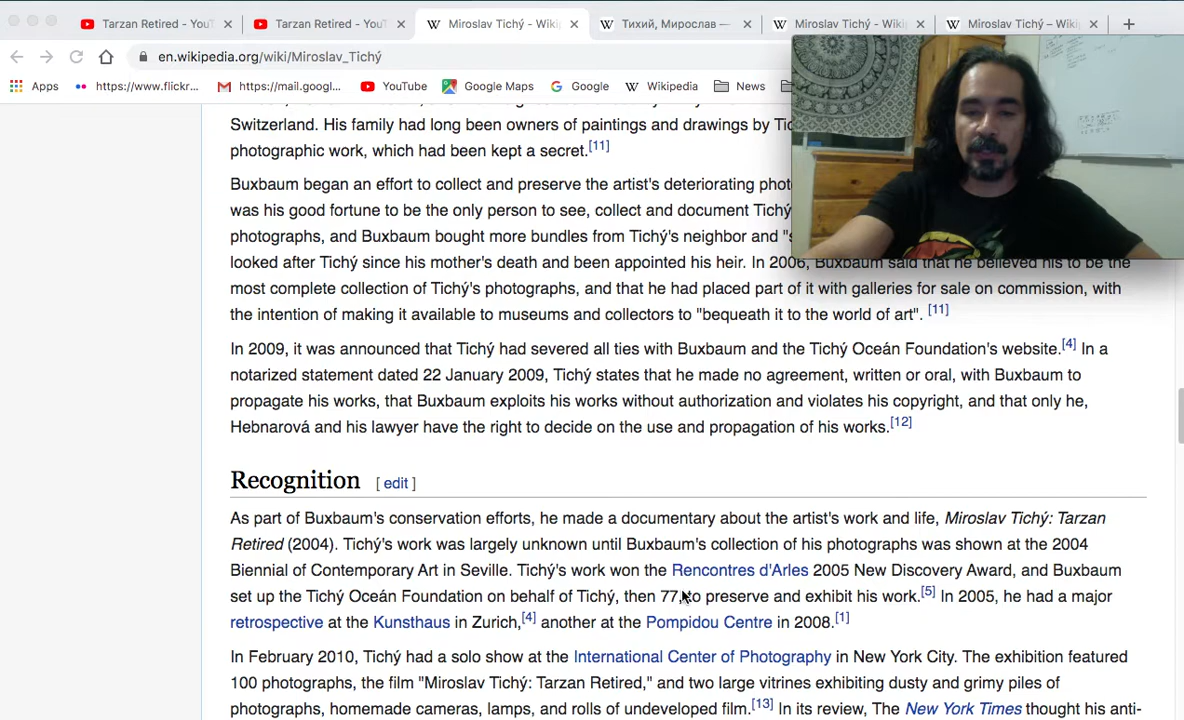 Tarzan Retired - YouT
Tarzan Retired - YouT
Miroslav Tichý - Wiki
Тихий, Мирослав —
Miroslav Tichý - Wiki
Miroslav Tichý – Wiki
en.wikipedia.org/wiki/Miroslav_Tichý
Apps https://www.flickr... https://mail.googl... YouTube Google Maps Google Wikipedia News
Switzerland. His family had long been owners of paintings and drawings by Tich
photographic work, which had been kept a secret.[11]
Buxbaum began an effort to collect and preserve the artist's deteriorating phot
was his good fortune to be the only person to see, collect and document Tichý
photographs, and Buxbaum bought more bundles from Tichý's neighbor and "s
looked after Tichý since his mother's death and been appointed his heir. In 2006, Buxbaum said that he believed his to be the
most complete collection of Tichý's photographs, and that he had placed part of it with galleries for sale on commission, with
the intention of making it available to museums and collectors to "bequeath it to the world of art". [11]
In 2009, it was announced that Tichý had severed all ties with Buxbaum and the Tichý Oceán Foundation's website.[4] In a
notarized statement dated 22 January 2009, Tichý states that he made no agreement, written or oral, with Buxbaum to
propagate his works, that Buxbaum exploits his works without authorization and violates his copyright, and that only he,
Hebnarová and his lawyer have the right to decide on the use and propagation of his works.[12]
Recognition [ edit ]
As part of Buxbaum's conservation efforts, he made a documentary about the artist's work and life, Miroslav Tichý: Tarzan
Retired (2004). Tichý's work was largely unknown until Buxbaum's collection of his photographs was shown at the 2004
Biennial of Contemporary Art in Seville. Tichý's work won the Rencontres d'Arles 2005 New Discovery Award, and Buxbaum
set up the Tichý Oceán Foundation on behalf of Tichý, then 77, to preserve and exhibit his work.[5] In 2005, he had a major
retrospective at the Kunsthaus in Zurich,[4] another at the Pompidou Centre in 2008.[1]
In February 2010, Tichý had a solo show at the International Center of Photography in New York City. The exhibition featured
100 photographs, the film "Miroslav Tichý: Tarzan Retired," and two large vitrines exhibiting dusty and grimy piles of
photographs, homemade cameras, lamps, and rolls of undeveloped film.[13] In its review, The New York Times thought his anti-